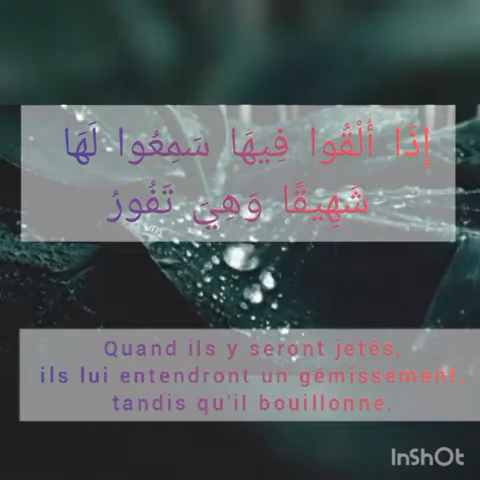 إِذَا أُلْقُوا فِيهَا سَمِعُوا لَهَا
شَهِيقًا وَهِيَ تَفُورُ
Quand ils y seront jetés,
ils lui entendront un gémissement,
tandis qu'il bouillonne.
InShOt